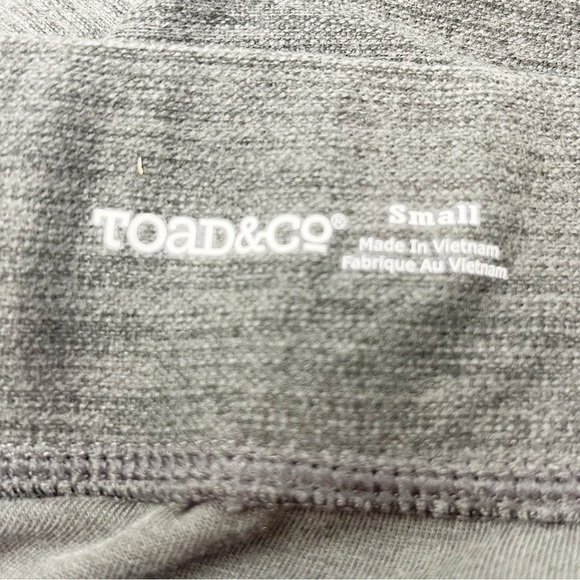 TOAD&CO®
Small
Made In Vietnam
Fabrique Au Vietnam